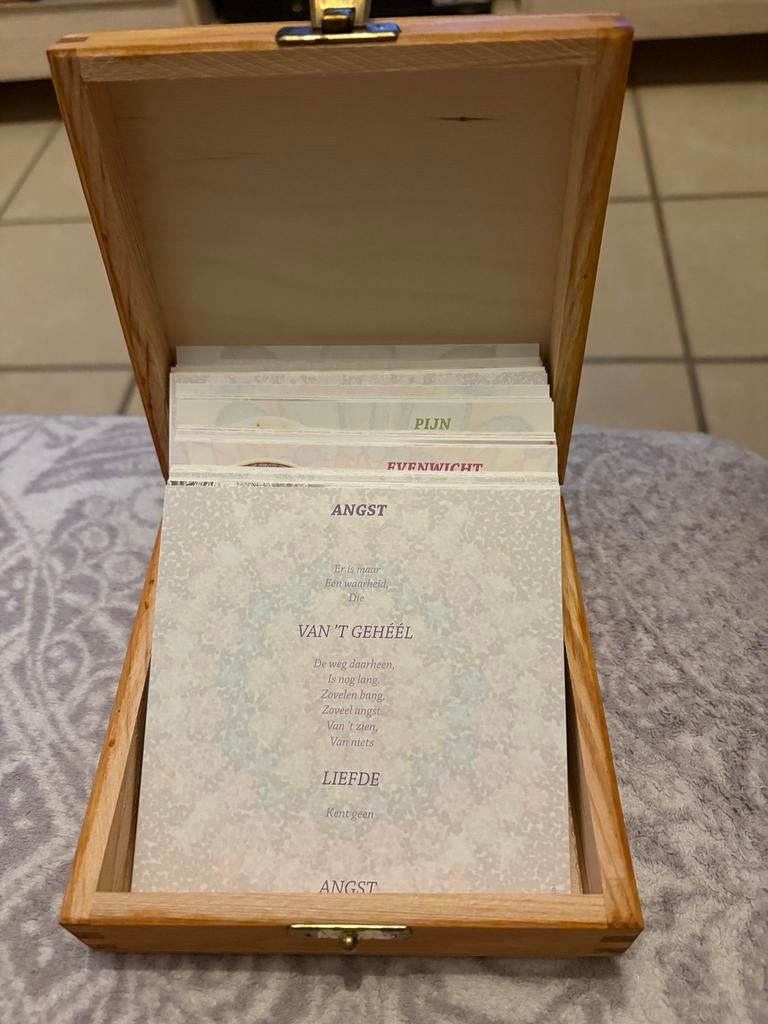 PIJN
EVENWICHT
ANGST
Er is maar
Eén waarheid,
Die
VAN 'T GEHÉÉL
De weg daarheen,
Is nog lang.
Zovelen bang,
Zoveel angst.
Van 't zien,
Van niets
LIEFDE
Kent geen
ANGST